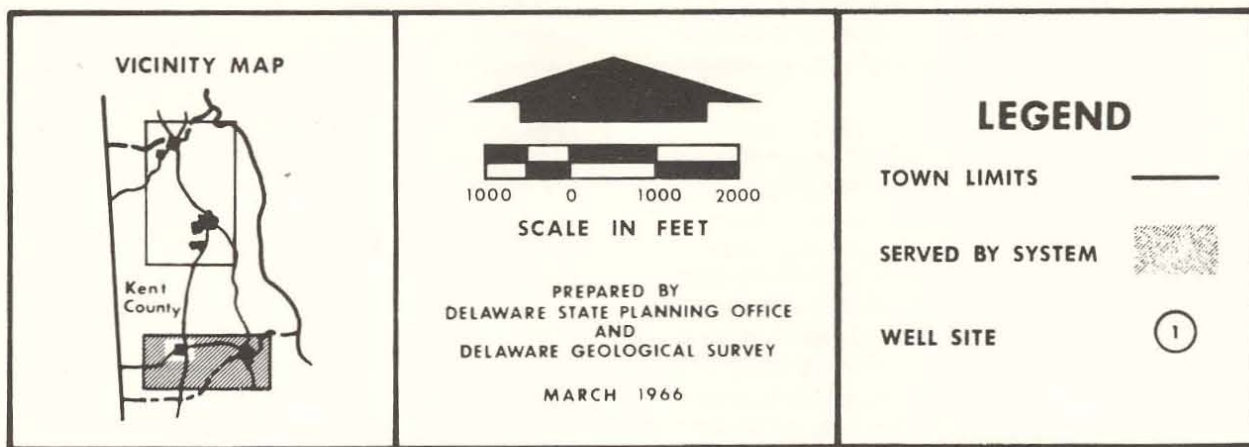 VICINITY MAP
Kent
County
1000 0 1000 2000
SCALE IN FEET
PREPARED BY
DELAWARE STATE PLANNING OFFICE
AND
DELAWARE GEOLOGICAL SURVEY
MARCH 1966
LEGEND
TOWN LIMITS
SERVED BY SYSTEM
WELL SITE 1